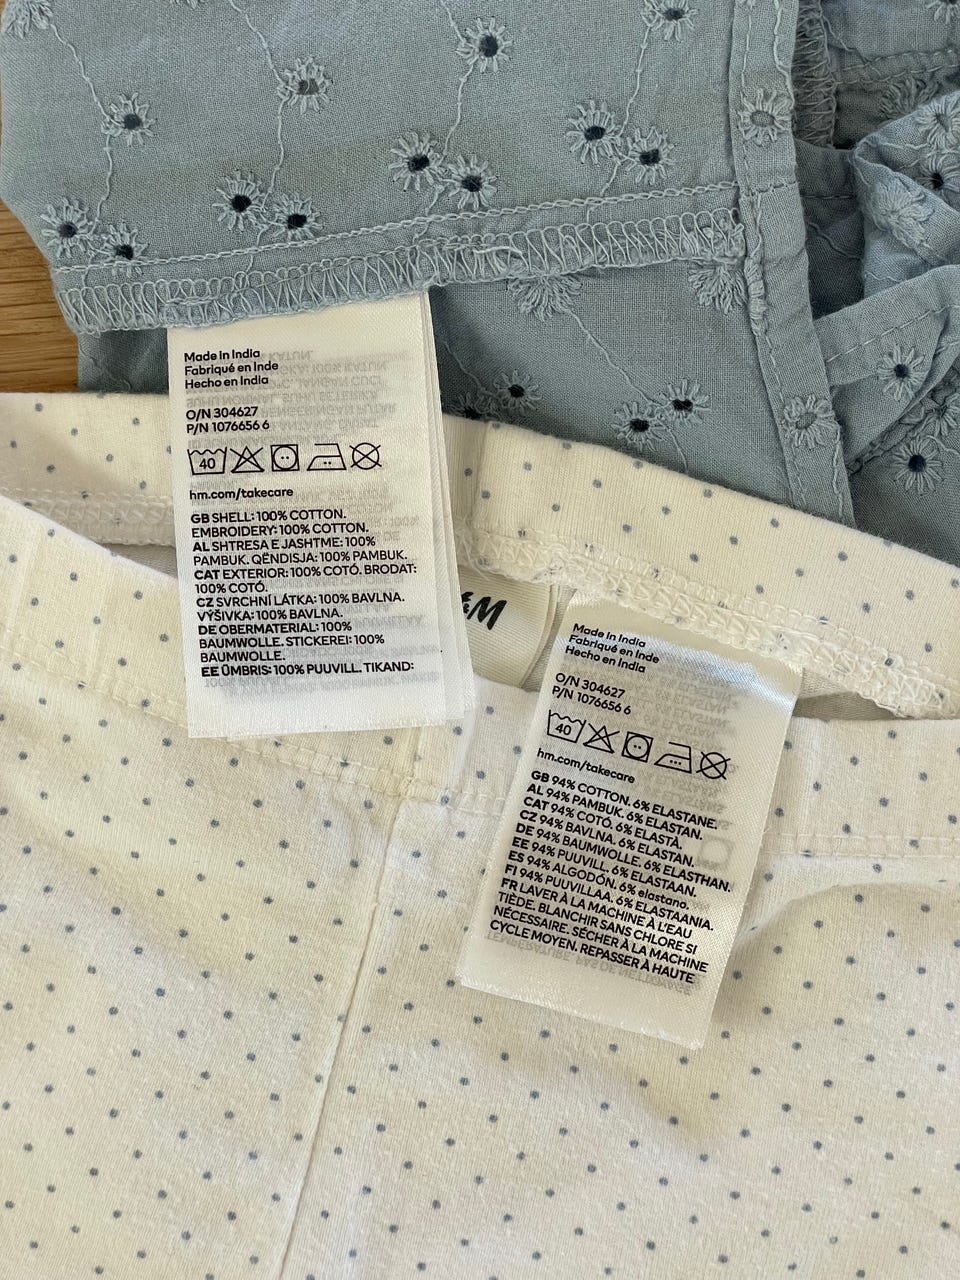 Made in India
Fabriqué en Inde
Hecho en India
O/N 304627
P/N 1076656 6
40
hm.com/takecare
GB SHELL: 100% COTTON.
EMBROIDERY: 100% COTTON.
AL SHTRESA E JASHTME: 100%
PAMBUK. QËNDISJA: 100% PAMBUK.
CAT EXTERIOR: 100% COTÓ. BRODAT:
100% COTÓ.
CZ SVRCHNÍ LÁTKA: 100% BAVLNA.
VÝŠIVKA: 100% BAVLNA.
DE OBERMATERIAL: 100%
BAUMWOLLE. STICKEREI: 100%
BAUMWOLLE.
EE ÜMBRIS: 100% PUUVILL. TIKAND:
&M
Made in India
Fabriqué en Inde
Hecho en India
O/N 304627
P/N 1076656 6
40
hm.com/takecare
GB 94% COTTON. 6% ELASTANE.
AL 94% PAMBUK. 6% ELASTAN.
CAT 94% COTÓ. 6% ELASTÀ.
CZ 94% BAVLNA. 6% ELASTAN.
DE 94% BAUMWOLLE. 6% ELASTHAN.
EE 94% PUUVILL. 6% ELASTAAN.
ES 94% ALGODÓN. 6% elastano.
FI 94% PUUVILLAA. 6% ELASTAANIA.
FR LAVER À LA MACHINE À L'EAU
TIÈDE. BLANCHIR SANS CHLORE SI
NÉCESSAIRE. SÉCHER À LA MACHINE
CYCLE MOYEN. REPASSER À HAUTE